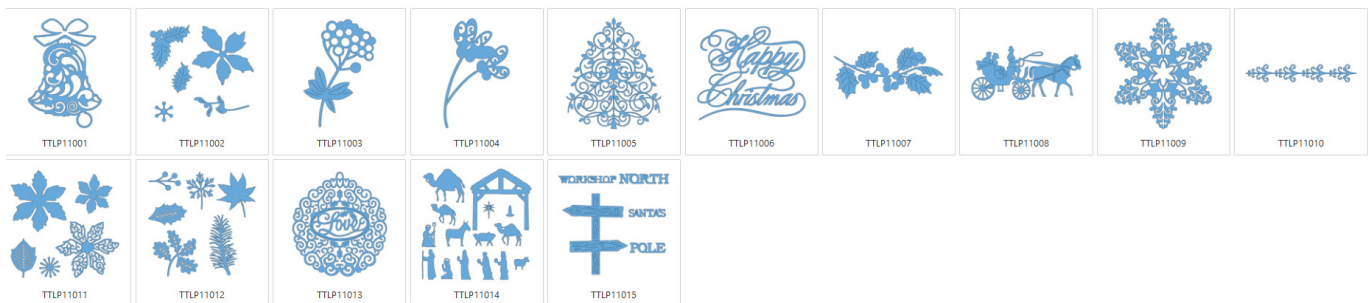 TTLP11001
TTLP11002
TTLP11003
TTLP11004
TTLP11005
Happy
Christmas
TTLP11006
TTLP11007
TTLP11008
TTLP11009
TTLP11010
TTLP11011
TTLP11012
Love
TTLP11013
TTLP11014
WORKSHOP NORTH
SANTA'S
POLE
TTLP11015